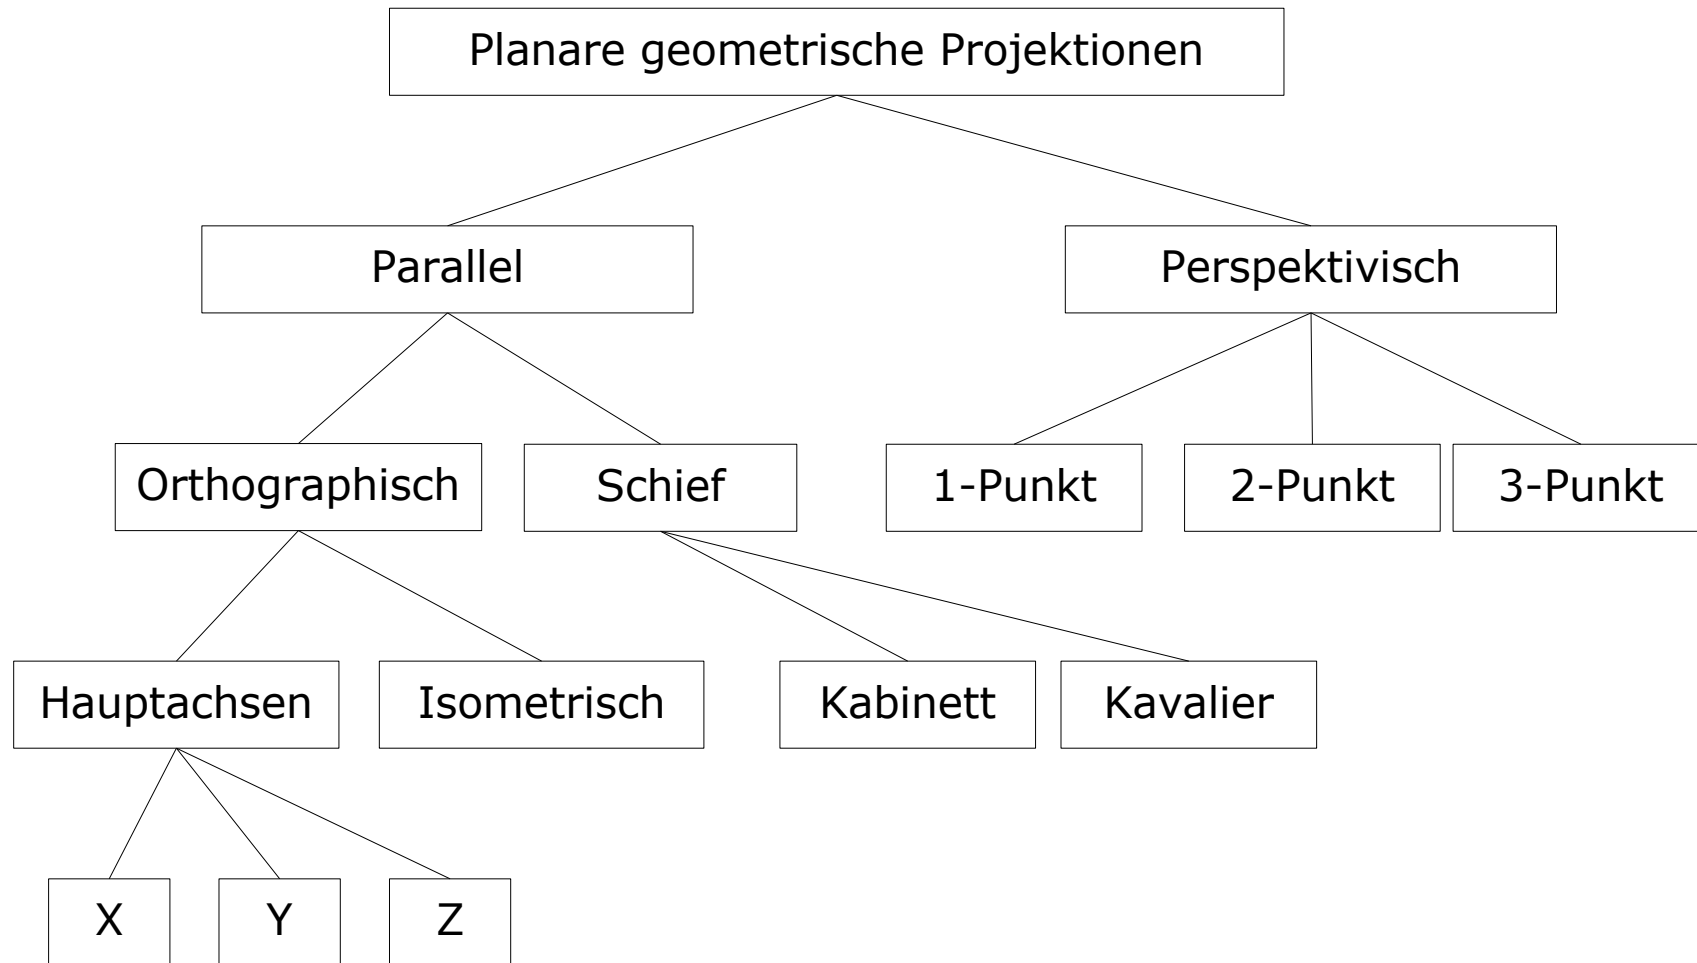 Planare geometrische Projektionen
Parallel
Perspektivisch
Orthographisch
Schief
1-Punkt
2-Punkt
3-Punkt
Hauptachsen
Isometrisch
Kabinett
Kavalier
X
Y
Z